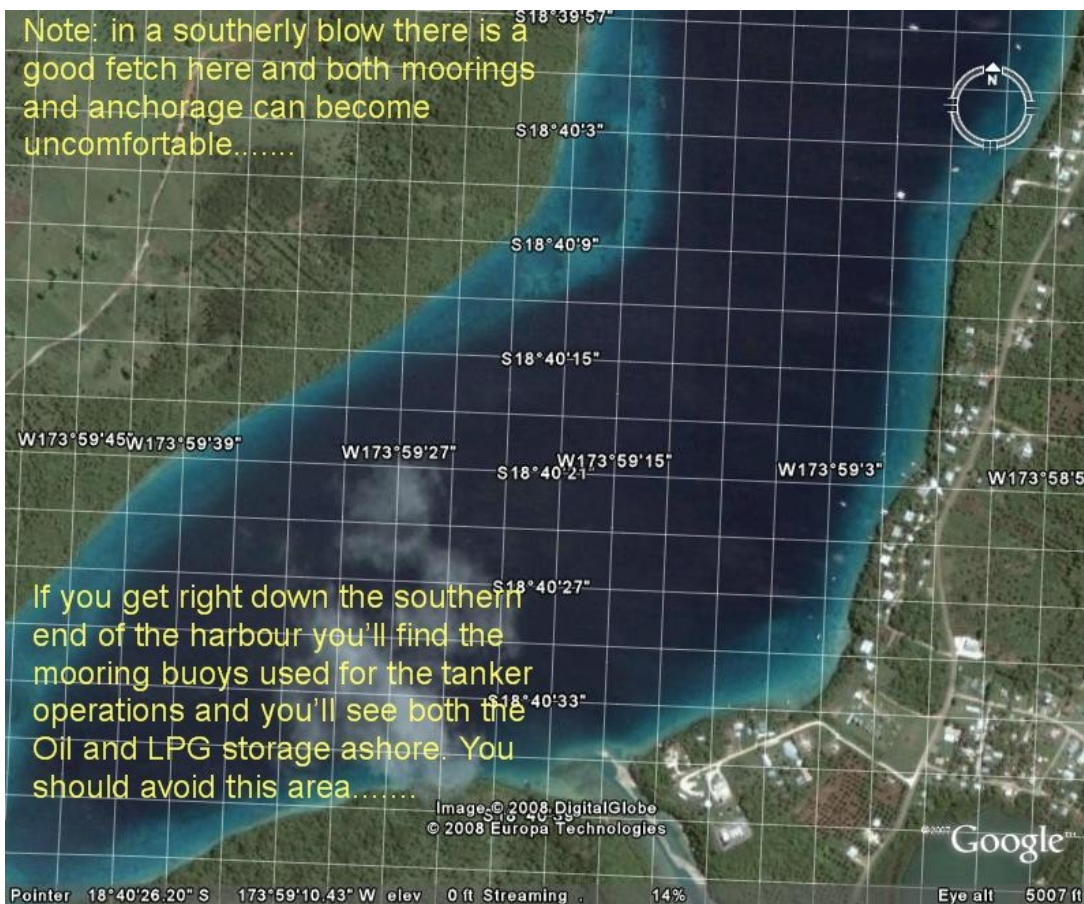 S18°39'57"
Note: in a southerly blow there is a
good fetch here and both moorings
and anchorage can become
uncomfortable.......
N
S18°40'3"
S18°40'9"
S18°40'15"
W173°59'45"
W173°59'39"
W173°59'27"
W173°59'15"
W173°59'3"
W173°58'5
S18°40'21"
S18°40'27"
If you get right down the southern
end of the harbour you'll find the
mooring buoys used for the tanker
operations and you'll see both the
Oil and LPG storage ashore. You
should avoid this area.......
S18°40'33"
Image © 2008 DigitalGlobe
S18°40'39"
© 2008 Europa Technologies
©2007 Google™
Pointer 18°40'26.20" S 173°59'10.43" W elev 0 ft Streaming . 14% Eye alt 5007 ft